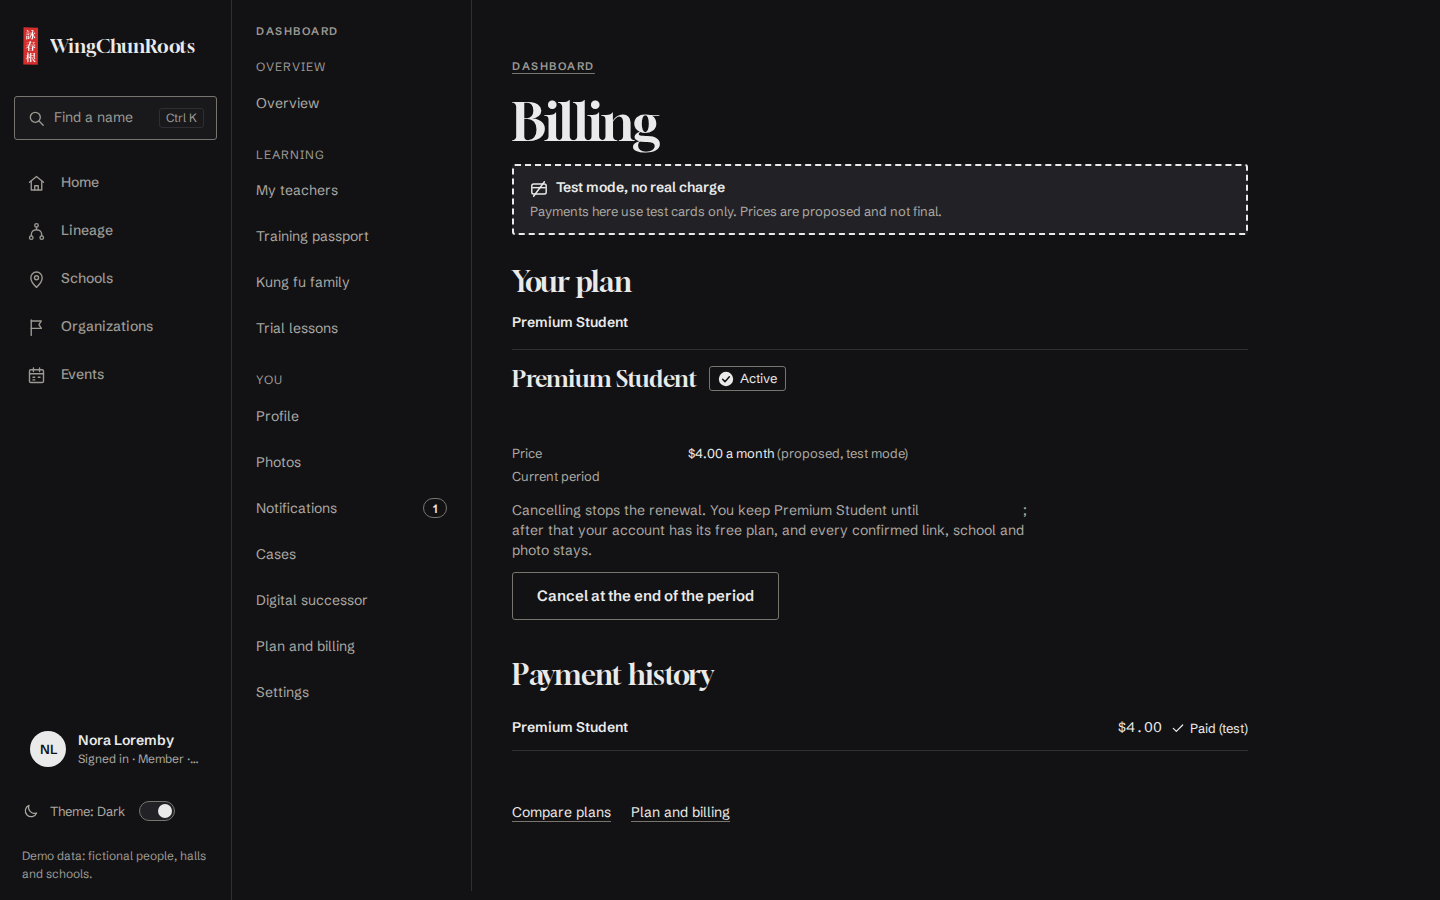 詠春根
WingChunRoots
Find a name
Ctrl K
Home
Lineage
Schools
Organizations
Events
NL
Nora Loremby
Signed in · Member ·…
Theme: Dark
Demo data: fictional people, halls
and schools.
DASHBOARD
OVERVIEW
Overview
LEARNING
My teachers
Training passport
Kung fu family
Trial lessons
YOU
Profile
Photos
Notifications
1
Cases
Digital successor
Plan and billing
Settings
DASHBOARD
Billing
Test mode, no real charge
Payments here use test cards only. Prices are proposed and not final.
Your plan
Premium Student
Premium Student
Active
Price
$4.00 a month (proposed, test mode)
Current period
Cancelling stops the renewal. You keep Premium Student until ;
after that your account has its free plan, and every confirmed link, school and
photo stays.
Cancel at the end of the period
Payment history
Premium Student
$4.00
Paid (test)
Compare plans
Plan and billing